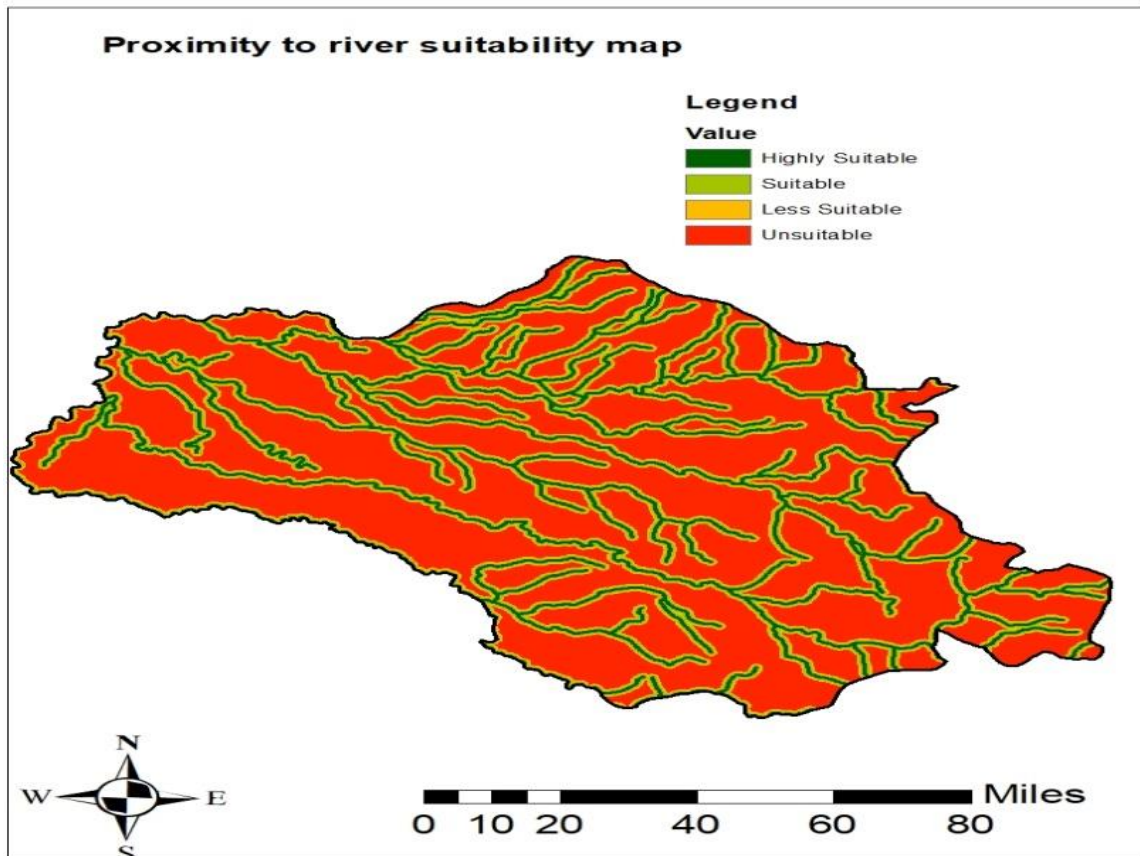 Proximity to river suitability map
Legend
Value
Highly Suitable
Suitable
Less Suitable
Unsuitable
N
W E
S
Miles
0 10 20 40 60 80